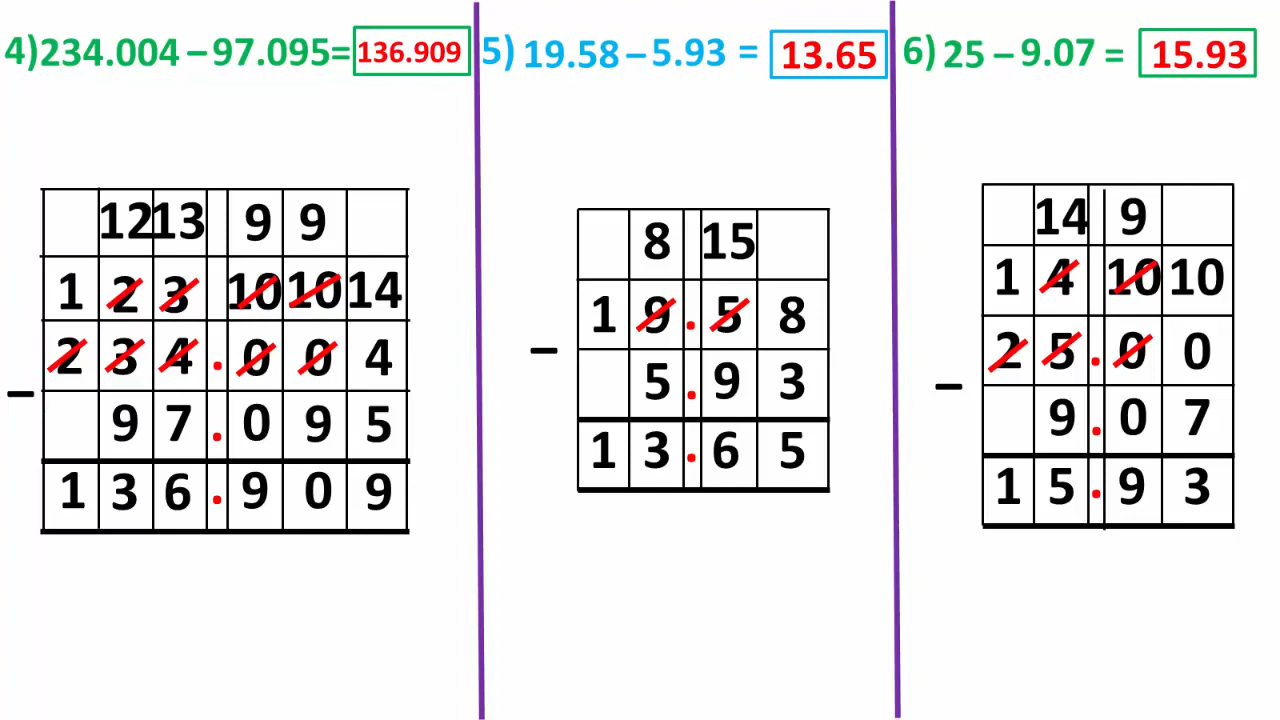 4)234.004 – 97.095= 136.909
12 13 9 9
1 2 3 10 10 14
2 3 4 . 0 0 4
– 9 7 . 0 9 5
1 3 6 . 9 0 9
5) 19.58 – 5.93 = 13.65
8 15
1 9 . 5 8
– 5 . 9 3
1 3 . 6 5
6) 25 – 9.07 = 15.93
14 9
1 4 10 10
2 5 . 0 0
– 9 . 0 7
1 5 . 9 3